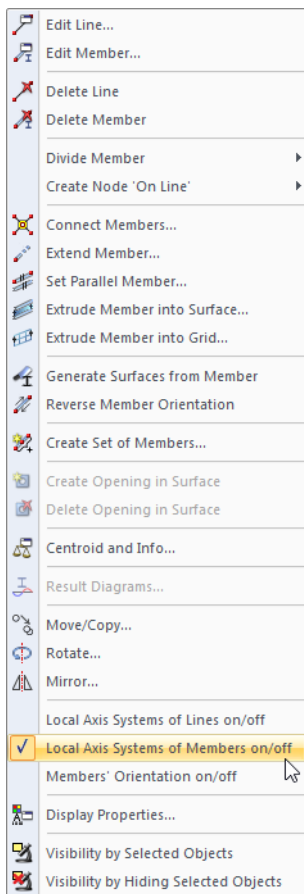 Edit Line...
Edit Member...
Delete Line
Delete Member
Divide Member
Create Node 'On Line'
Connect Members...
Extend Member...
Set Parallel Member...
Extrude Member into Surface...
Extrude Member into Grid...
Generate Surfaces from Member
Reverse Member Orientation
Create Set of Members...
Create Opening in Surface
Delete Opening in Surface
Centroid and Info...
Result Diagrams...
Move/Copy...
Rotate...
Mirror...
Local Axis Systems of Lines on/off
Local Axis Systems of Members on/off
Members' Orientation on/off
Display Properties...
Visibility by Selected Objects
Visibility by Hiding Selected Objects